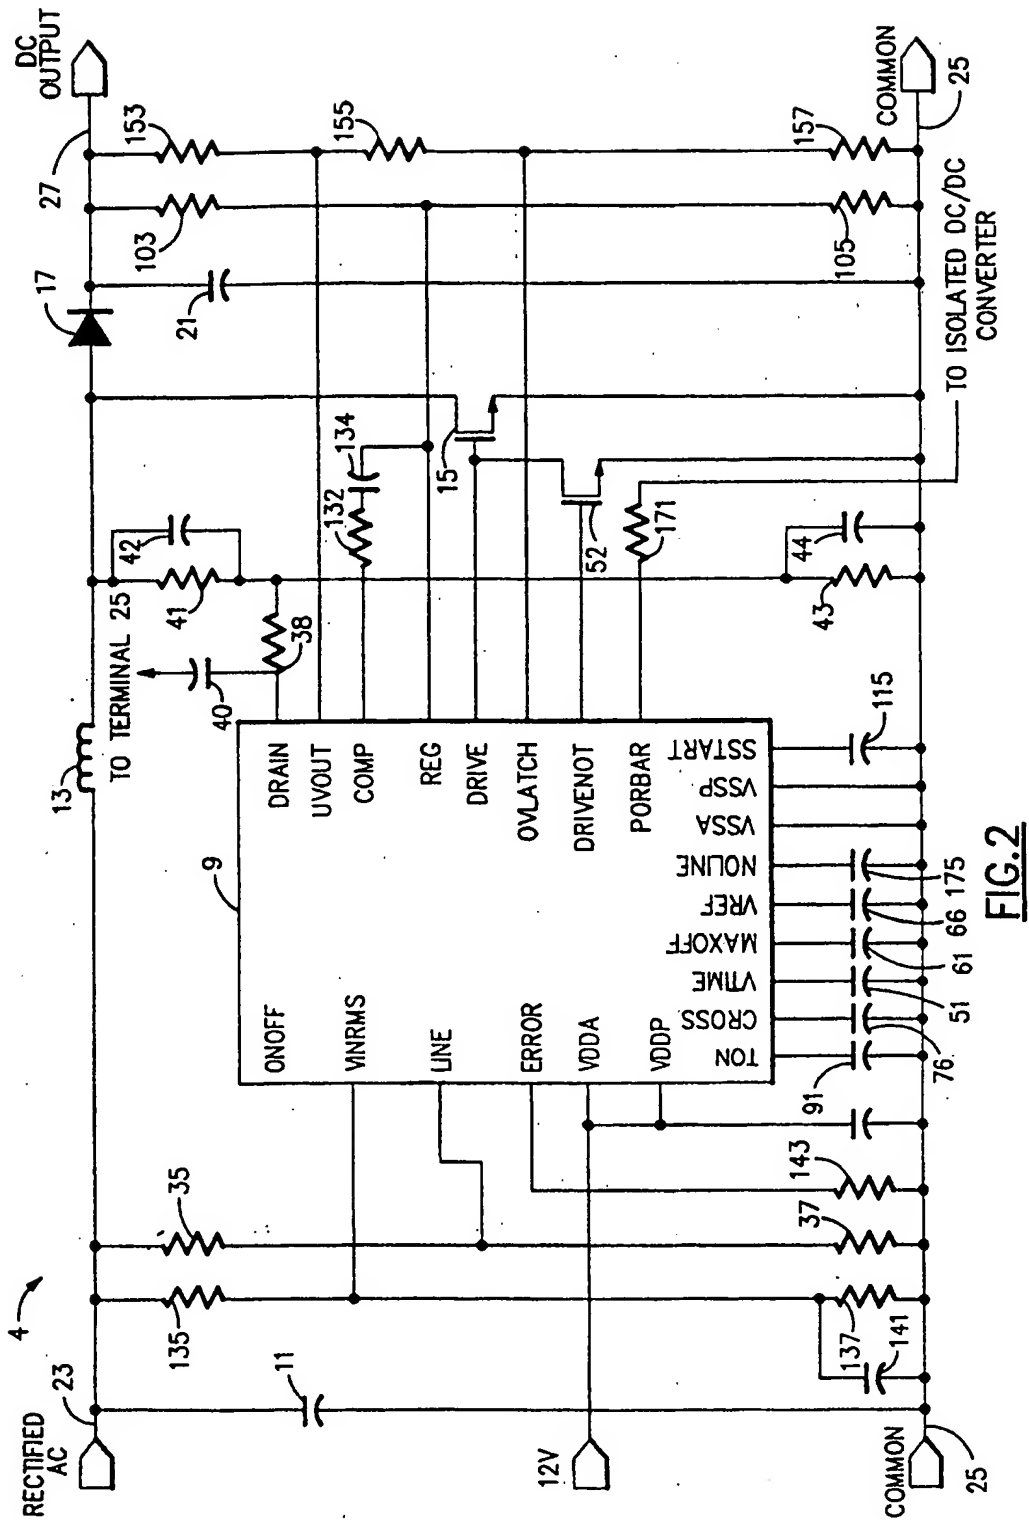 4
RECTIFIED
AC
23
11
135
35
13
TO TERMINAL 25
41
42
40
38
17
21
103
153
27
DC
OUTPUT
155
9
ONOFF
VINRMS
LINE
ERROR
VDDA
VDDP
DRAIN
UVOUT
COMP
REG
DRIVE
OVLATCH
DRIVENOT
PORBAR
TON
CROSS
VTIME
MAXOFF
VREF
NOLINE
VSSA
VSSP
SSTART
132
134
15
52
171
12V
COMMON
25
137
141
37
143
91
76
51
61
66
175
115
43
44
105
157
COMMON
25
TO ISOLATED DC/DC
CONVERTER
FIG.2